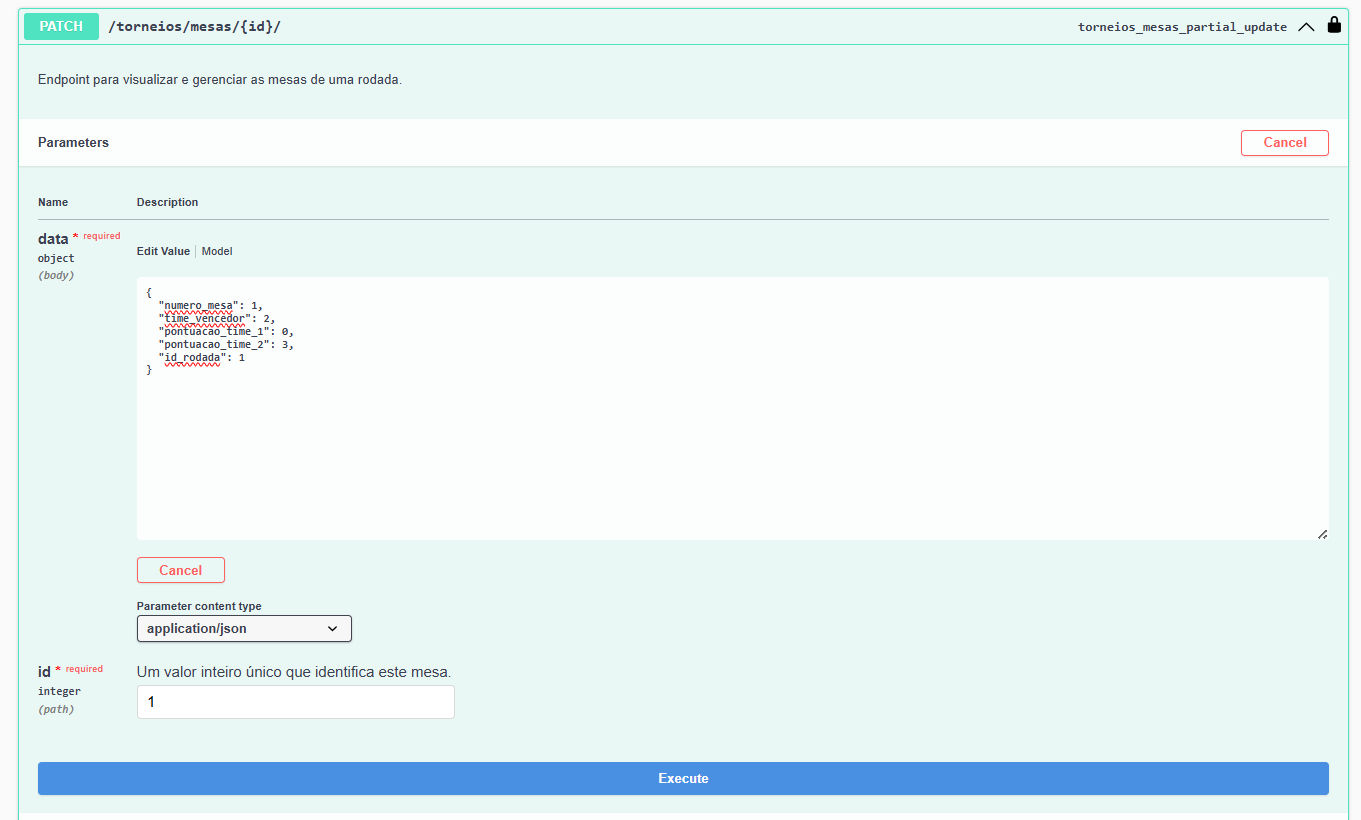 PATCH /torneios/mesas/{id}/ torneios_mesas_partial_update
Endpoint para visualizar e gerenciar as mesas de uma rodada.
Parameters Cancel
Name Description
data * required
object
(body)
Edit Value | Model
{
  "numero_mesa": 1,
  "time_vencedor": 2,
  "pontuacao_time_1": 0,
  "pontuacao_time_2": 3,
  "id_rodada": 1
}
Cancel
Parameter content type
application/json
id * required
integer
(path)
Um valor inteiro único que identifica este mesa.
1
Execute